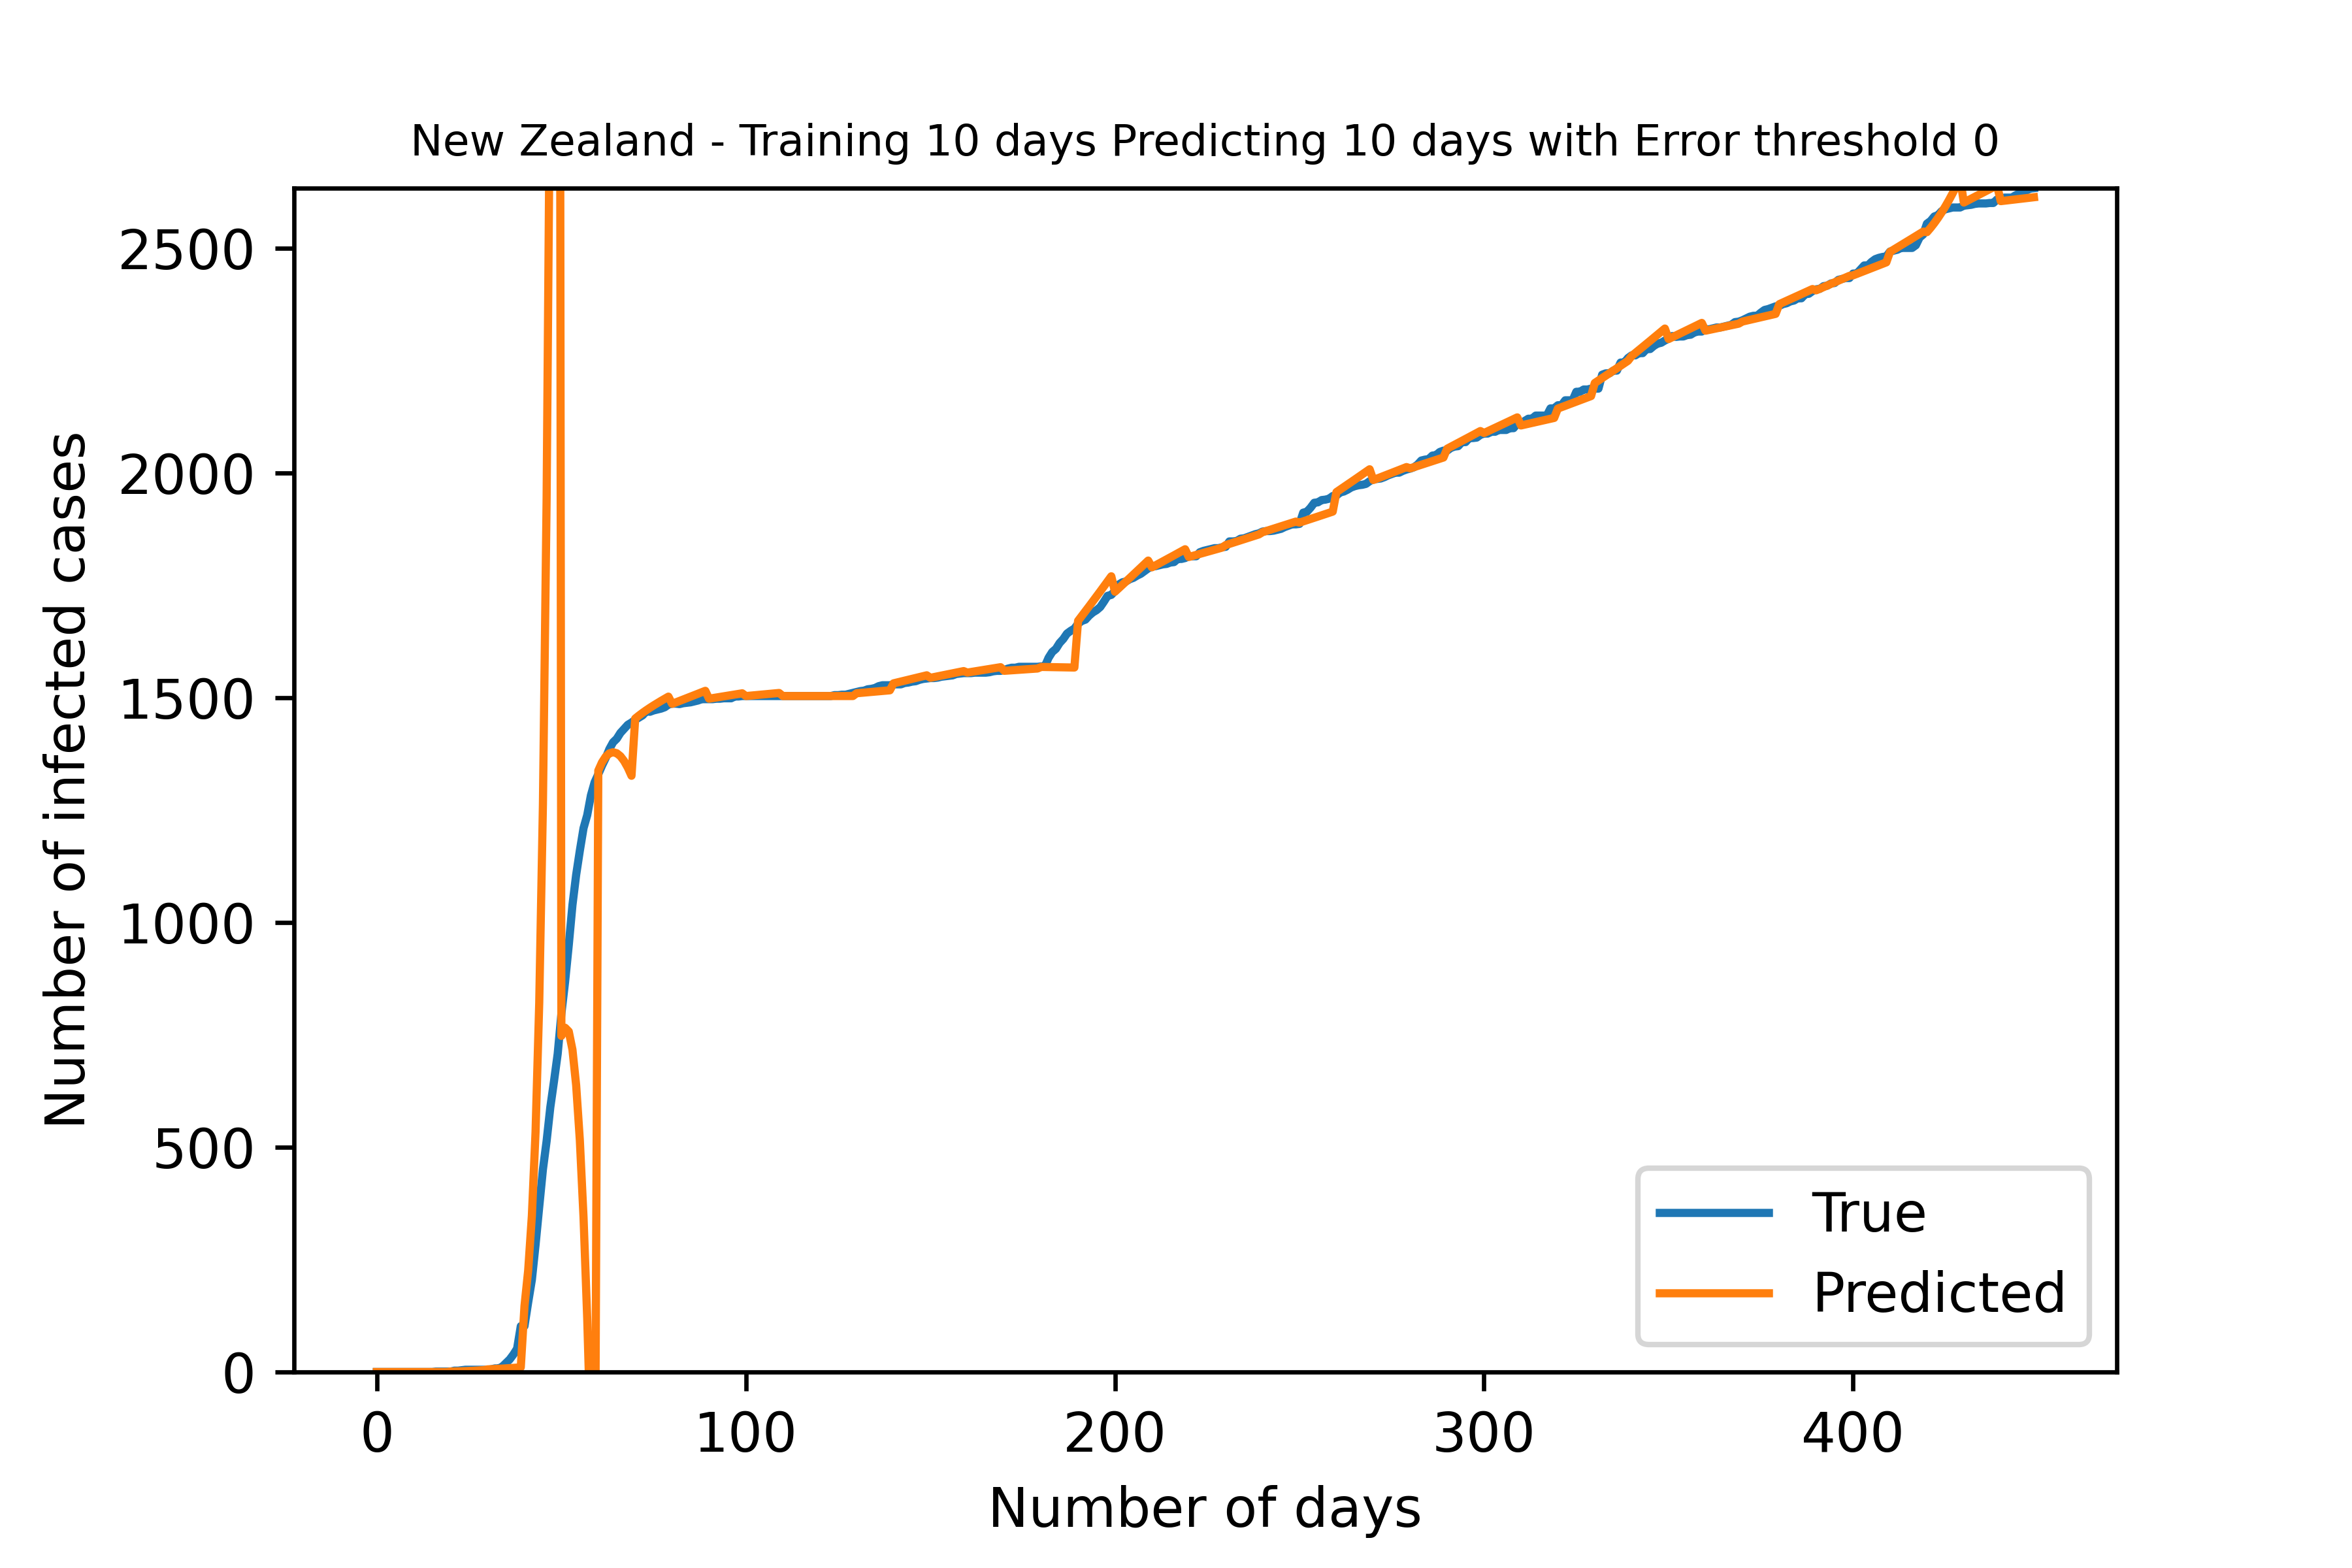 New Zealand - Training 10 days Predicting 10 days with Error threshold 0
Number of infected cases
2500
2000
1500
1000
500
0
0 100 200 300 400
Number of days
True
Predicted